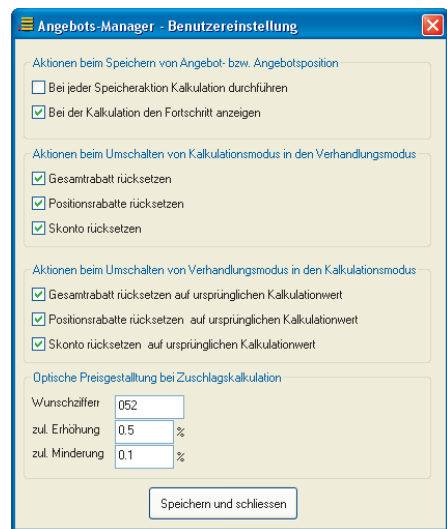 Angebots-Manager - Benutzereinstellung
Aktionen beim Speichern von Angebot- bzw. Angebotsposition
Bei jeder Speicheraktion Kalkulation durchführen
Bei der Kalkulation den Fortschritt anzeigen
Aktionen beim Umschalten von Kalkulationsmodus in den Verhandlungsmodus
Gesamtrabatt rücksetzen
Positionsrabatte rücksetzen
Skonto rücksetzen
Aktionen beim Umschalten von Verhandlungsmodus in den Kalkulationsmodus
Gesamtrabatt rücksetzen auf ursprünglichen Kalkulationwert
Positionsrabatte rücksetzen auf ursprünglichen Kalkulationwert
Skonto rücksetzen auf ursprünglichen Kalkulationwert
Optische Preisgestalltung bei Zuschlagskalkulation
Wunschzifferr 052
zul. Erhöhung 0.5 %
zul. Minderung 0.1 %
Speichern und schliessen